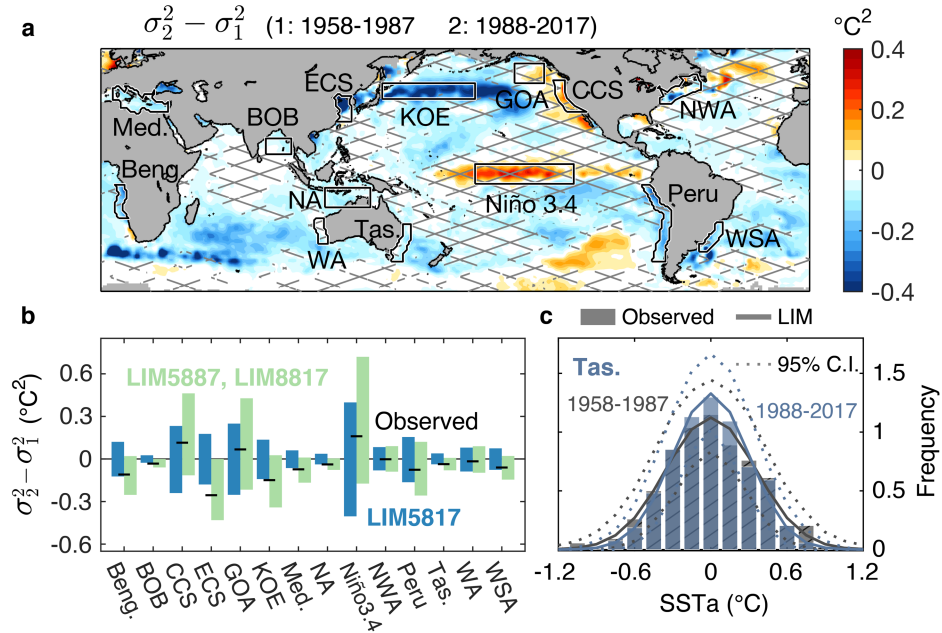 a
σ₂² − σ₁² (1: 1958-1987 2: 1988-2017)
°C²
0.4
0.2
0
-0.2
-0.4
ECS
GOA
CCS
NWA
Med.
BOB
KOE
Beng.
NA
Niño 3.4
Peru
Tas.
WA
WSA
b
LIM5887, LIM8817
Observed
LIM5817
σ₂² − σ₁² (°C²)
0.6
0.3
0
-0.3
-0.6
Beng.
BOB
CCS
ECS
GOA
KOE
Med.
NA
Niño3.4
NWA
Peru
Tas.
WA
WSA
c
Observed LIM
Tas.
95% C.I.
1958-1987
1988-2017
Frequency
1.5
1
0.5
0
-1.2 -0.6 0 0.6 1.2
SSTa (°C)